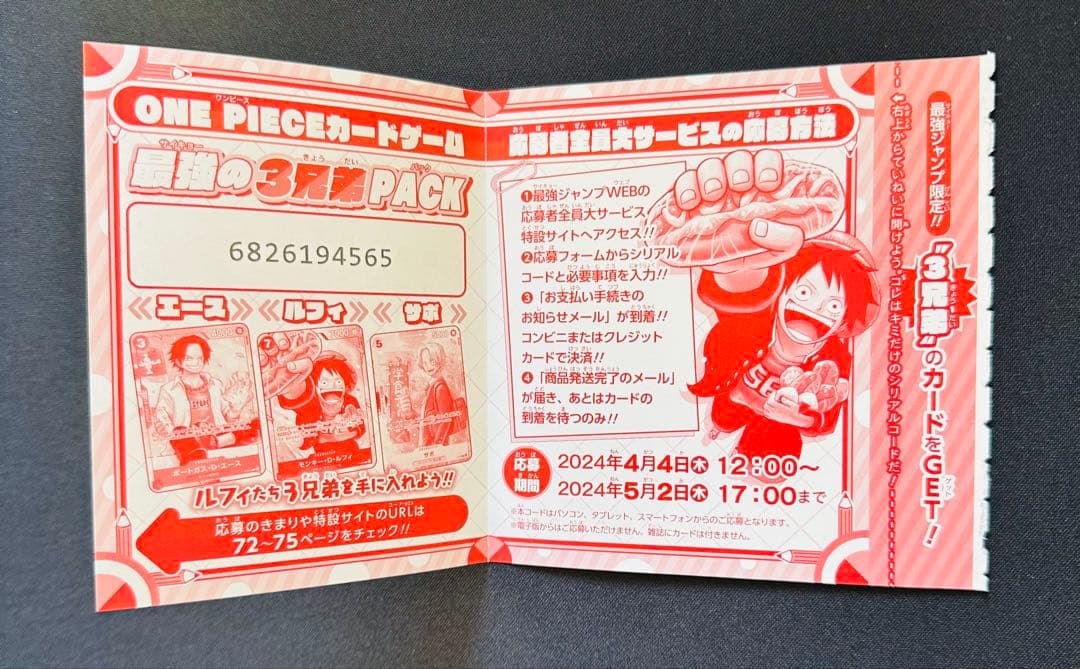 ONE PIECEカードゲーム
最強の3兄弟PACK
6826194565
エース
ルフィ
サボ
ポートガス・D・エース
モンキー・D・ルフィ
サボ
ルフィたち3兄弟を手に入れよう!!
応募のきまりや特設サイトのURLは
72〜75ページをチェック!!
応募者全員大サービスの応募方法
①最強ジャンプWEBの
応募者全員大サービス
特設サイトへアクセス!!
②応募フォームからシリアル
コードと必要事項を入力!!
③「お支払い手続きの
お知らせメール」が到着!!
コンビニまたはクレジット
カードで決済!!
④「商品発送完了のメール」
が届き、あとはカードの
到着を待つのみ!!
応募期間
2024年4月4日木 12:00〜
2024年5月2日木 17:00まで
※本コードはパソコン、タブレット、スマートフォンからのご応募となります。
※電子版からはご応募いただけません。雑誌にカードは付きません。
最強ジャンプ限定!!
"3兄弟"のカードをGET!
←右上からていねいに開けよう。コレはキミだけのシリアルコードだ!